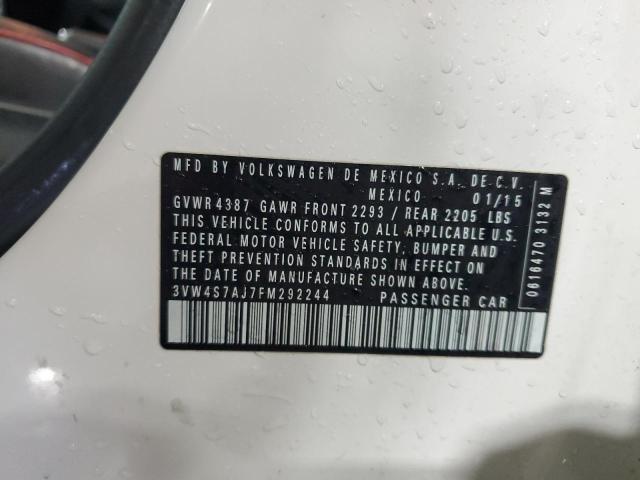 MFD BY VOLKSWAGEN DE MEXICO S.A. DE C.V.
MEXICO 01/15
GVWR 4387 GAWR FRONT 2293 / REAR 2205 LBS
THIS VEHICLE CONFORMS TO ALL APPLICABLE U.S.
FEDERAL MOTOR VEHICLE SAFETY, BUMPER AND
THEFT PREVENTION STANDARDS IN EFFECT ON
THE DATE OF MANUFACTURE SHOWN ABOVE.
3VW4S7AJ7FM292244 PASSENGER CAR
0616470 3132 M